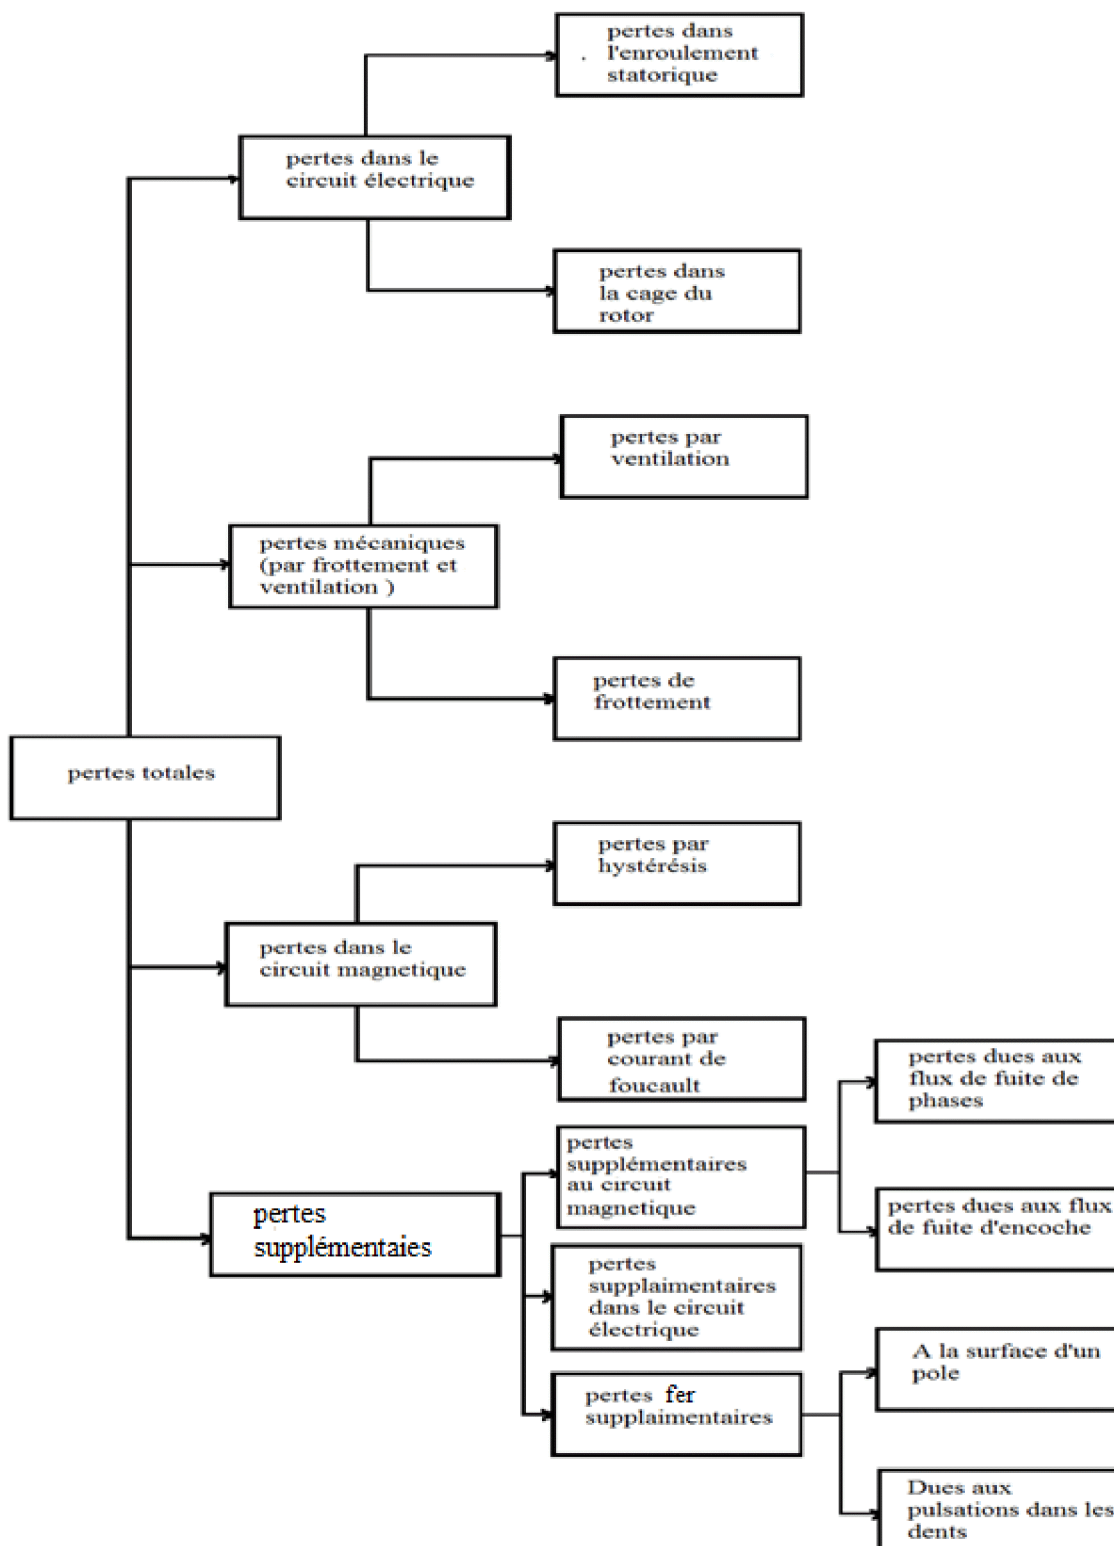 pertes dans
l'enroulement
statorique
pertes dans le
circuit électrique
pertes dans
la cage du
rotor
pertes par
ventilation
pertes mécaniques
(par frottement et
ventilation )
pertes de
frottement
pertes totales
pertes par
hystérésis
pertes dans le
circuit magnetique
pertes par
courant de
foucault
pertes dues aux
flux de fuite de
phases
pertes
supplémentaires
au circuit
magnetique
pertes dues aux flux
de fuite d'encoche
pertes
supplémentaies
pertes
supplaimentaires
dans le circuit
électrique
A la surface d'un
pole
pertes fer
supplaimentaires
Dues aux
pulsations dans les
dents